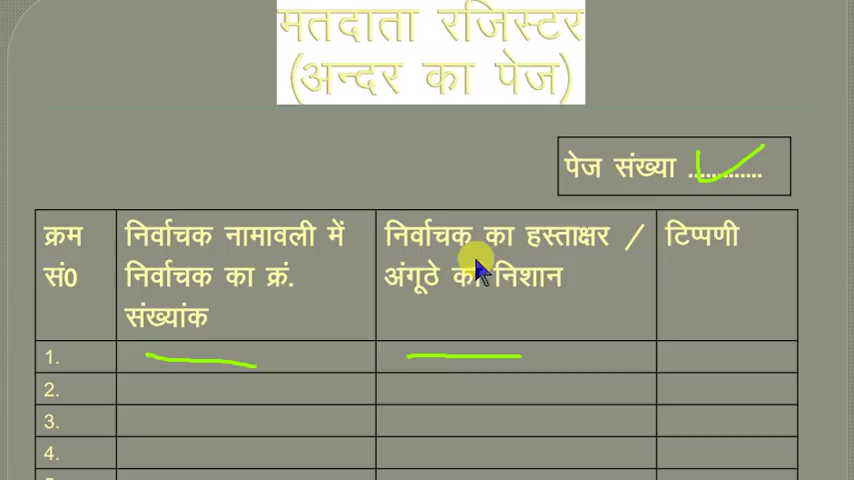 मतदाता रजिस्टर
(अन्दर का पेज)
पेज संख्या .............
क्रम सं0
निर्वाचक नामावली में निर्वाचक का क्रं. संख्यांक
निर्वाचक का हस्ताक्षर / अंगूठे का निशान
टिप्पणी
1.
2.
3.
4.